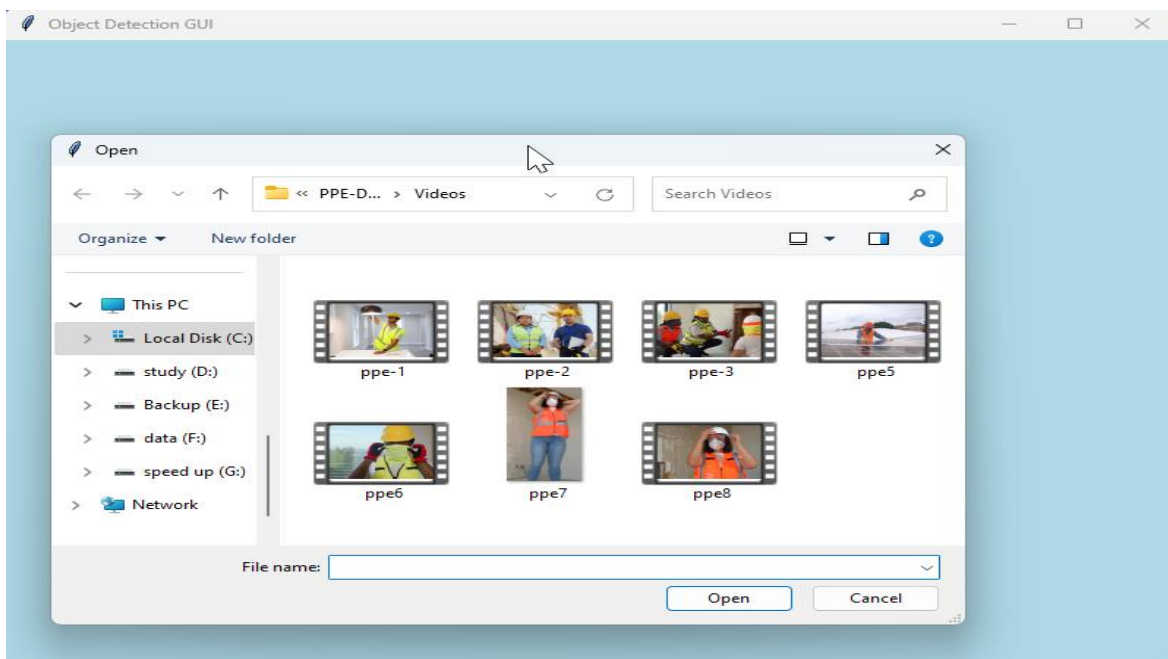 Object Detection GUI
Open
« PPE-D... > Videos
Search Videos
Organize
New folder
This PC
Local Disk (C:)
study (D:)
Backup (E:)
data (F:)
speed up (G:)
Network
ppe-1
ppe-2
ppe-3
ppe5
ppe6
ppe7
ppe8
File name:
Open
Cancel